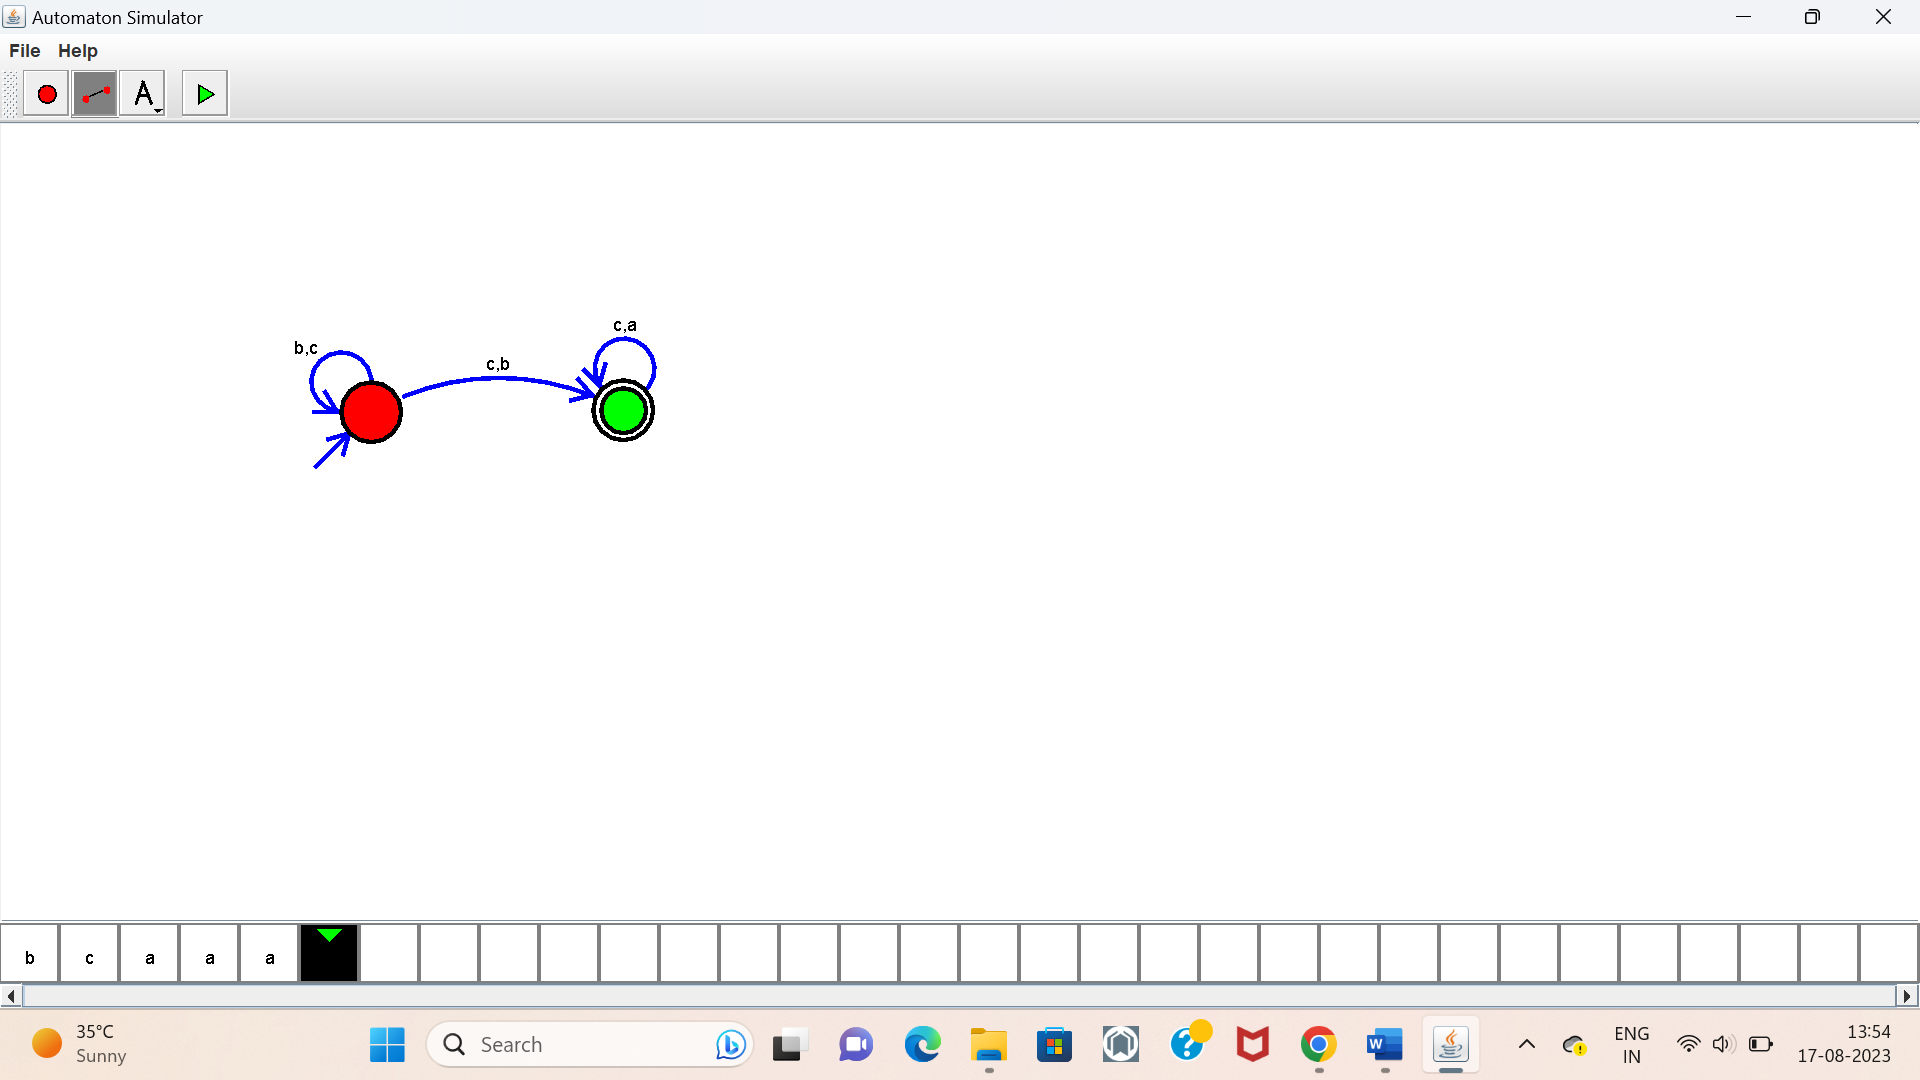 Automaton Simulator
File Help
A
c,a
b,c
c,b
b c a a a
35°C
Sunny
Search
W
ENG
IN
13:54
17-08-2023